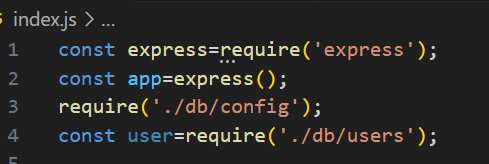 index.js > ...
1 const express=require('express');
2 const app=express();
3 require('./db/config');
4 const user=require('./db/users');